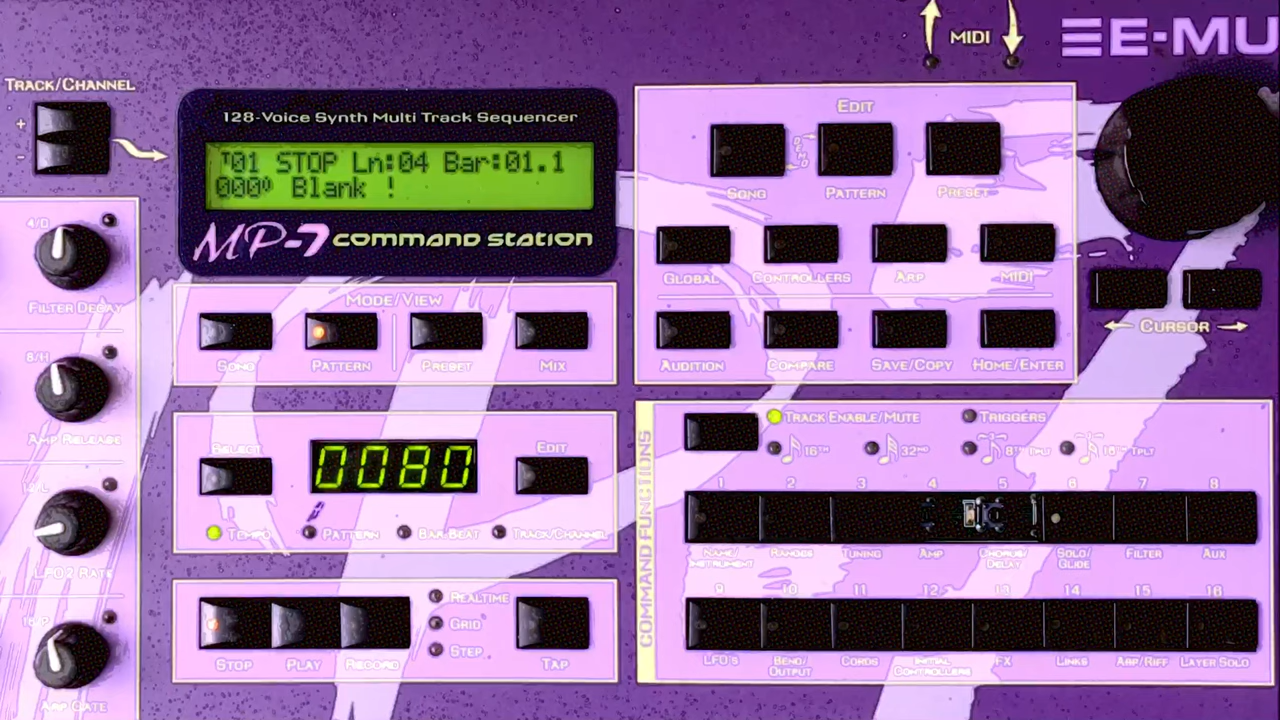 MIDI
E-MU
TRACK/CHANNEL
+
-
128-Voice Synth Multi Track Sequencer
01 STOP Ln:04 Bar:01.1
000 Blank !
MP-7 COMMAND STATION
EDIT
DEMO
SONG
PATTERN
PRESET
GLOBAL
CONTROLLERS
ARP
MIDI
AUDITION
COMPARE
SAVE/COPY
HOME/ENTER
CURSOR
4/D
FILTER DECAY
8/H
AMP RELEASE
LFO 2 RATE
16/P
ARP GATE
MODE/VIEW
SONG
PATTERN
PRESET
MIX
SELECT
0080
EDIT
TEMPO
PATTERN
BAR.BEAT
TRACK/CHANNEL
STOP
PLAY
RECORD
REALTIME
GRID
STEP
TAP
COMMAND FUNCTIONS
TRACK ENABLE/MUTE
TRIGGERS
16TH
32ND
8TH TPLT
16TH TPLT
1 2 3 4 5 6 7 8
NAME/INSTRUMENT
RANGES
TUNING
AMP
CHORUS/DELAY
SOLO/GLIDE
FILTER
AUX
9 10 11 12 13 14 15 16
LFO'S
BEND/OUTPUT
CORDS
INITIAL CONTROLLERS
FX
LINKS
ARP/RIFF
LAYER SOLO